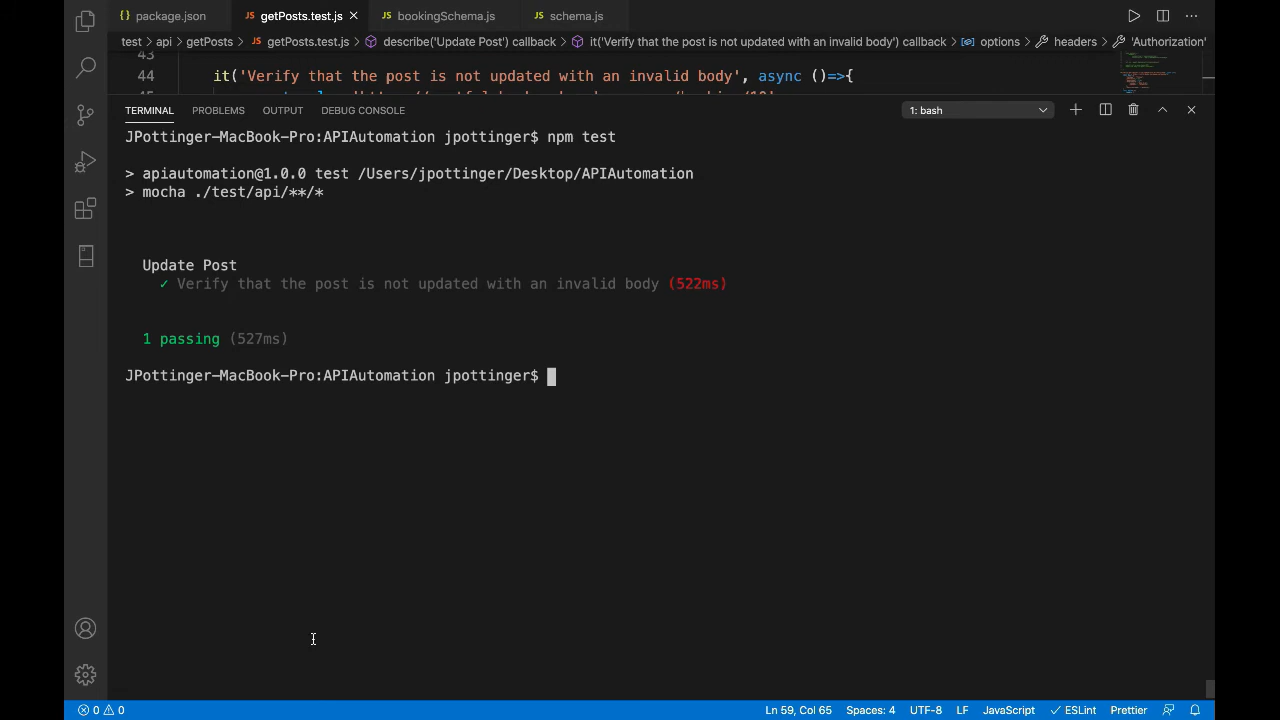 package.json
getPosts.test.js
bookingSchema.js
schema.js
test > api > getPosts > JS getPosts.test.js > describe('Update Post') callback > it('Verify that the post is not updated with an invalid body') callback > options > headers > 'Authorization'
43
44 it('Verify that the post is not updated with an invalid body', async ()=>{
TERMINAL PROBLEMS OUTPUT DEBUG CONSOLE 1: bash
JPottinger-MacBook-Pro:APIAutomation jpottinger$ npm test
> apiautomation@1.0.0 test /Users/jpottinger/Desktop/APIAutomation
> mocha ./test/api/**/*
Update Post
✓ Verify that the post is not updated with an invalid body (522ms)
1 passing (527ms)
JPottinger-MacBook-Pro:APIAutomation jpottinger$
0 0 Ln 59, Col 65 Spaces: 4 UTF-8 LF JavaScript ✓ ESLint Prettier